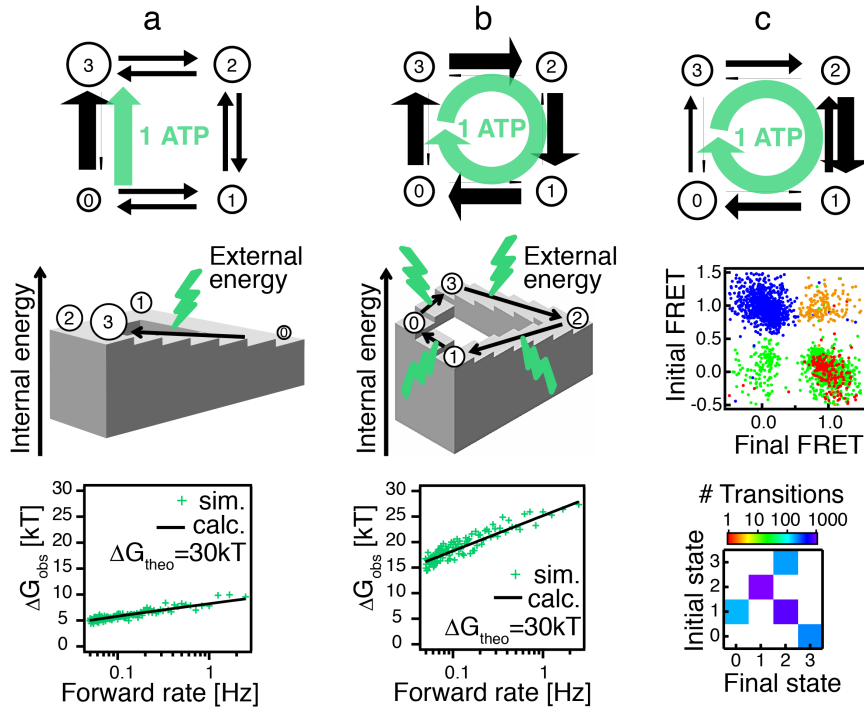 a
b
c
3
2
1 ATP
0
1
3
2
1 ATP
0
1
3
2
1 ATP
0
1
Internal energy
External
energy
2
3
1
0
Internal energy
External
energy
3
0
2
1
Initial FRET
1.5
1.0
0.5
0.0
-0.5
0.0
1.0
Final FRET
ΔGobs [kT]
30
25
20
15
10
5
0
sim.
calc.
ΔGtheo=30kT
0.1
1
Forward rate [Hz]
ΔGobs [kT]
30
25
20
15
10
5
0
sim.
calc.
ΔGtheo=30kT
0.1
1
Forward rate [Hz]
# Transitions
1
10
100
1000
Initial state
3
2
1
0
0
1
2
3
Final state